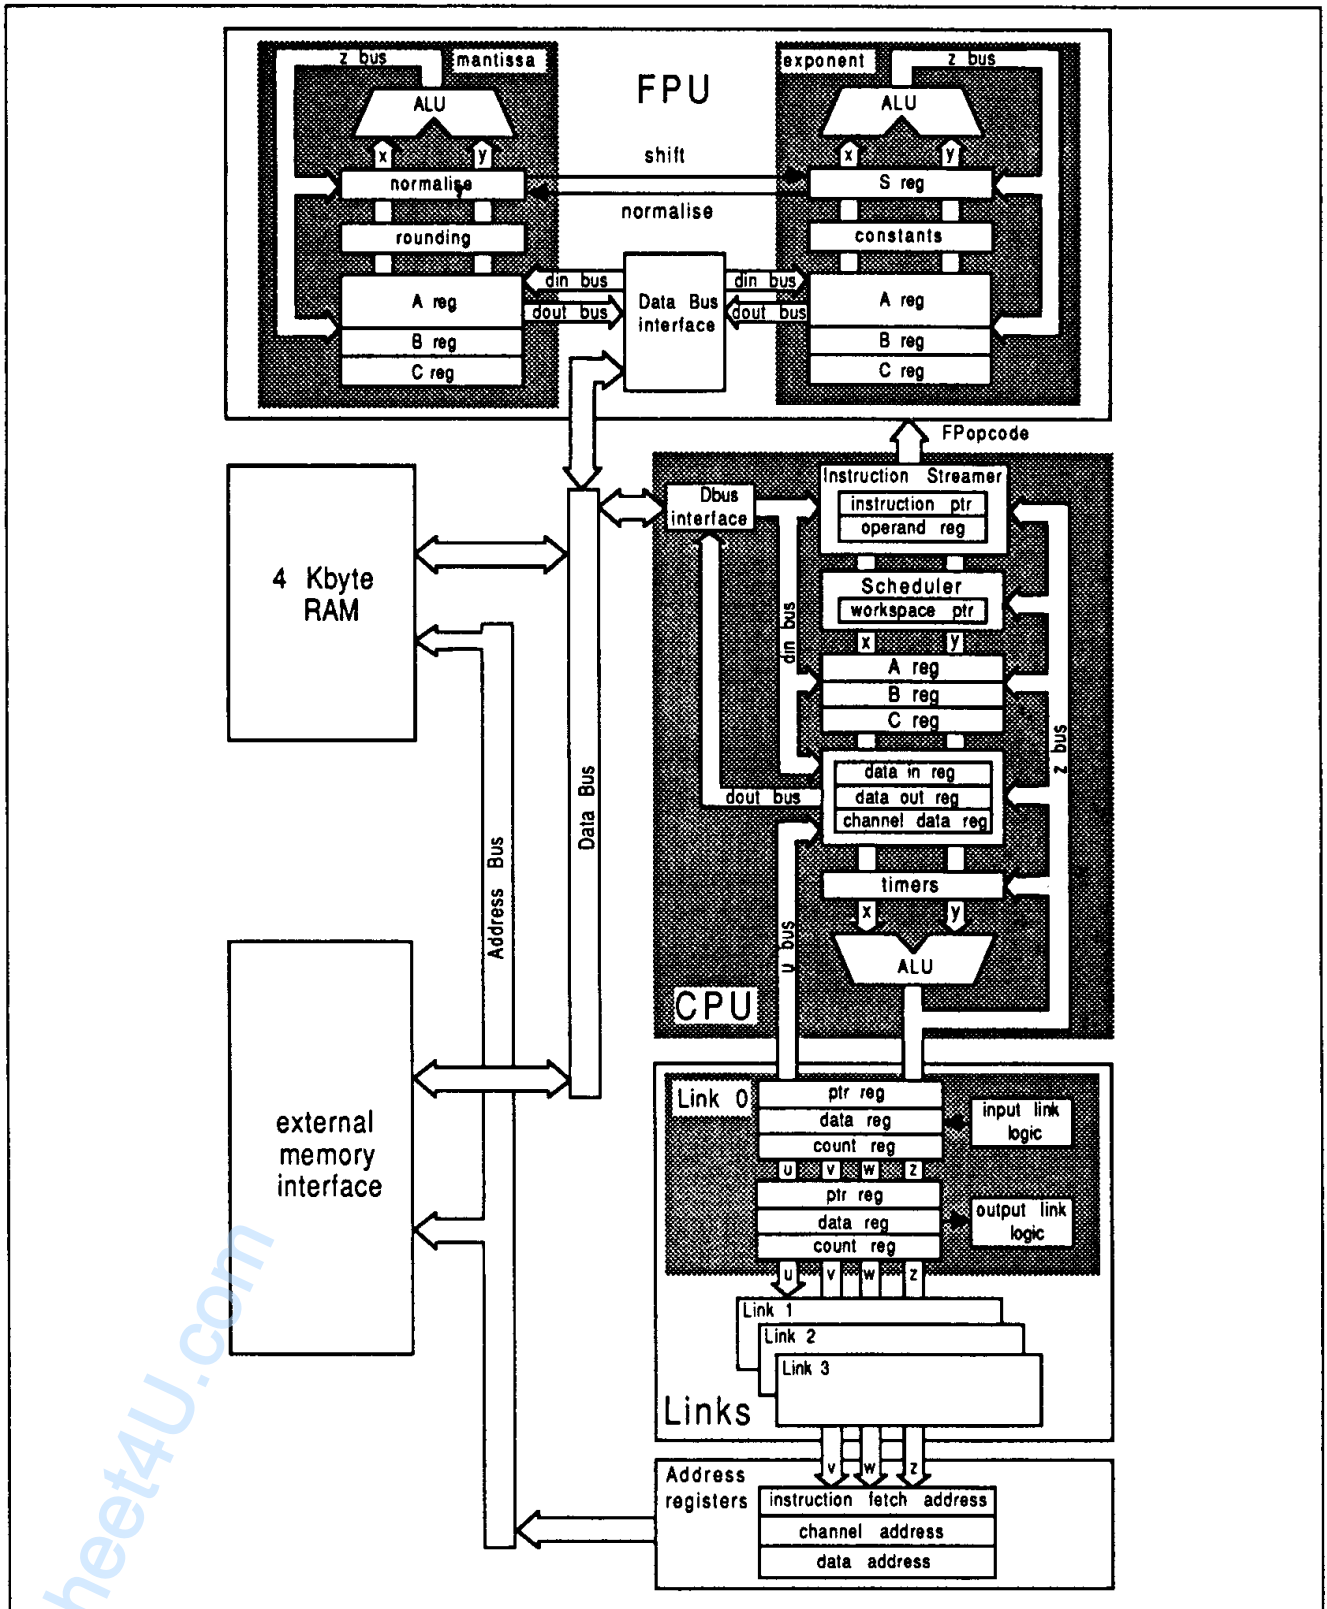 z bus
mantissa
ALU
x
y
normalise
y
rounding
A reg
B reg
C reg
FPU
shift
normalise
din bus
dout bus
Data Bus
interface
din bus
dout bus
exponent
z bus
ALU
x
y
S reg
constants
A reg
B reg
C reg
FPopcode
4 Kbyte
RAM
external
memory
interface
Address Bus
Data Bus
Dbus
interface
Instruction Streamer
instruction ptr
operand reg
Scheduler
workspace ptr
x
y
din bus
A reg
B reg
C reg
z bus
data in reg
data out reg
channel data reg
dout bus
timers
x
y
u bus
ALU
CPU
Link 0
ptr reg
data reg
count reg
input link
logic
u
v
w
z
ptr reg
data reg
count reg
output link
logic
u
v
w
z
Link 1
Link 2
Link 3
Links
v
w
z
Address
registers
instruction fetch address
channel address
data address
heet4U.com